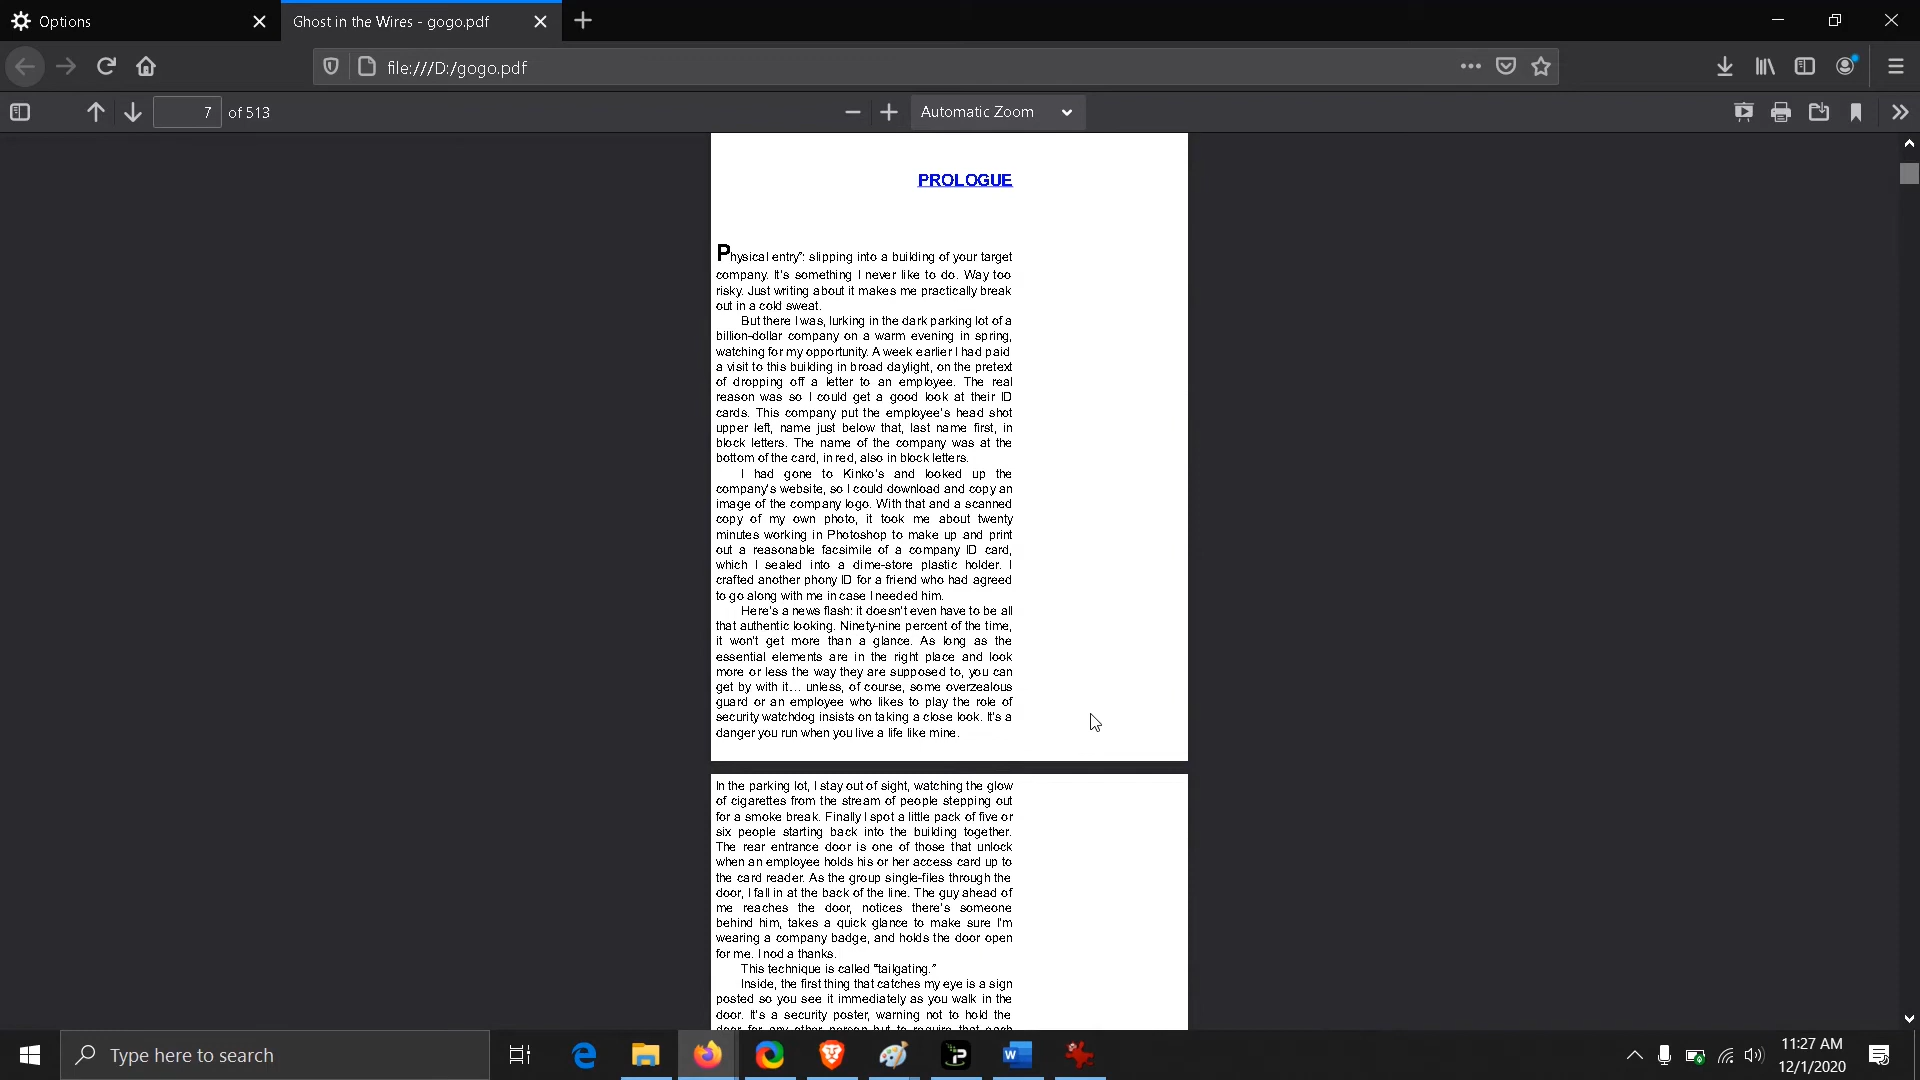 Options
Ghost in the Wires - gogo.pdf
file:///D:/gogo.pdf
7 of 513
Automatic Zoom
PROLOGUE
Physical entry”: slipping into a building of your target
company. It’s something I never like to do. Way too
risky. Just writing about it makes me practically break
out in a cold sweat.
But there I was, lurking in the dark parking lot of a
billion-dollar company on a warm evening in spring,
watching for my opportunity. A week earlier I had paid
a visit to this building in broad daylight, on the pretext
of dropping off a letter to an employee. The real
reason was so I could get a good look at their ID
cards. This company put the employee’s head shot
upper left, name just below that, last name first, in
block letters. The name of the company was at the
bottom of the card, in red, also in block letters.
I had gone to Kinko’s and looked up the
company’s website, so I could download and copy an
image of the company logo. With that and a scanned
copy of my own photo, it took me about twenty
minutes working in Photoshop to make up and print
out a reasonable facsimile of a company ID card,
which I sealed into a dime-store plastic holder. I
crafted another phony ID for a friend who had agreed
to go along with me in case I needed him.
Here’s a news flash: it doesn’t even have to be all
that authentic looking. Ninety-nine percent of the time,
it won’t get more than a glance. As long as the
essential elements are in the right place and look
more or less the way they are supposed to, you can
get by with it… unless, of course, some overzealous
guard or an employee who likes to play the role of
security watchdog insists on taking a close look. It’s a
danger you run when you live a life like mine.
In the parking lot, I stay out of sight, watching the glow
of cigarettes from the stream of people stepping out
for a smoke break. Finally I spot a little pack of five or
six people starting back into the building together.
The rear entrance door is one of those that unlock
when an employee holds his or her access card up to
the card reader. As the group single-files through the
door, I fall in at the back of the line. The guy ahead of
me reaches the door, notices there’s someone
behind him, takes a quick glance to make sure I’m
wearing a company badge, and holds the door open
for me. I nod a thanks.
This technique is called “tailgating.”
Inside, the first thing that catches my eye is a sign
posted so you see it immediately as you walk in the
door. It’s a security poster, warning not to hold the
door for any other person but to require that each
Type here to search
11:27 AM
12/1/2020